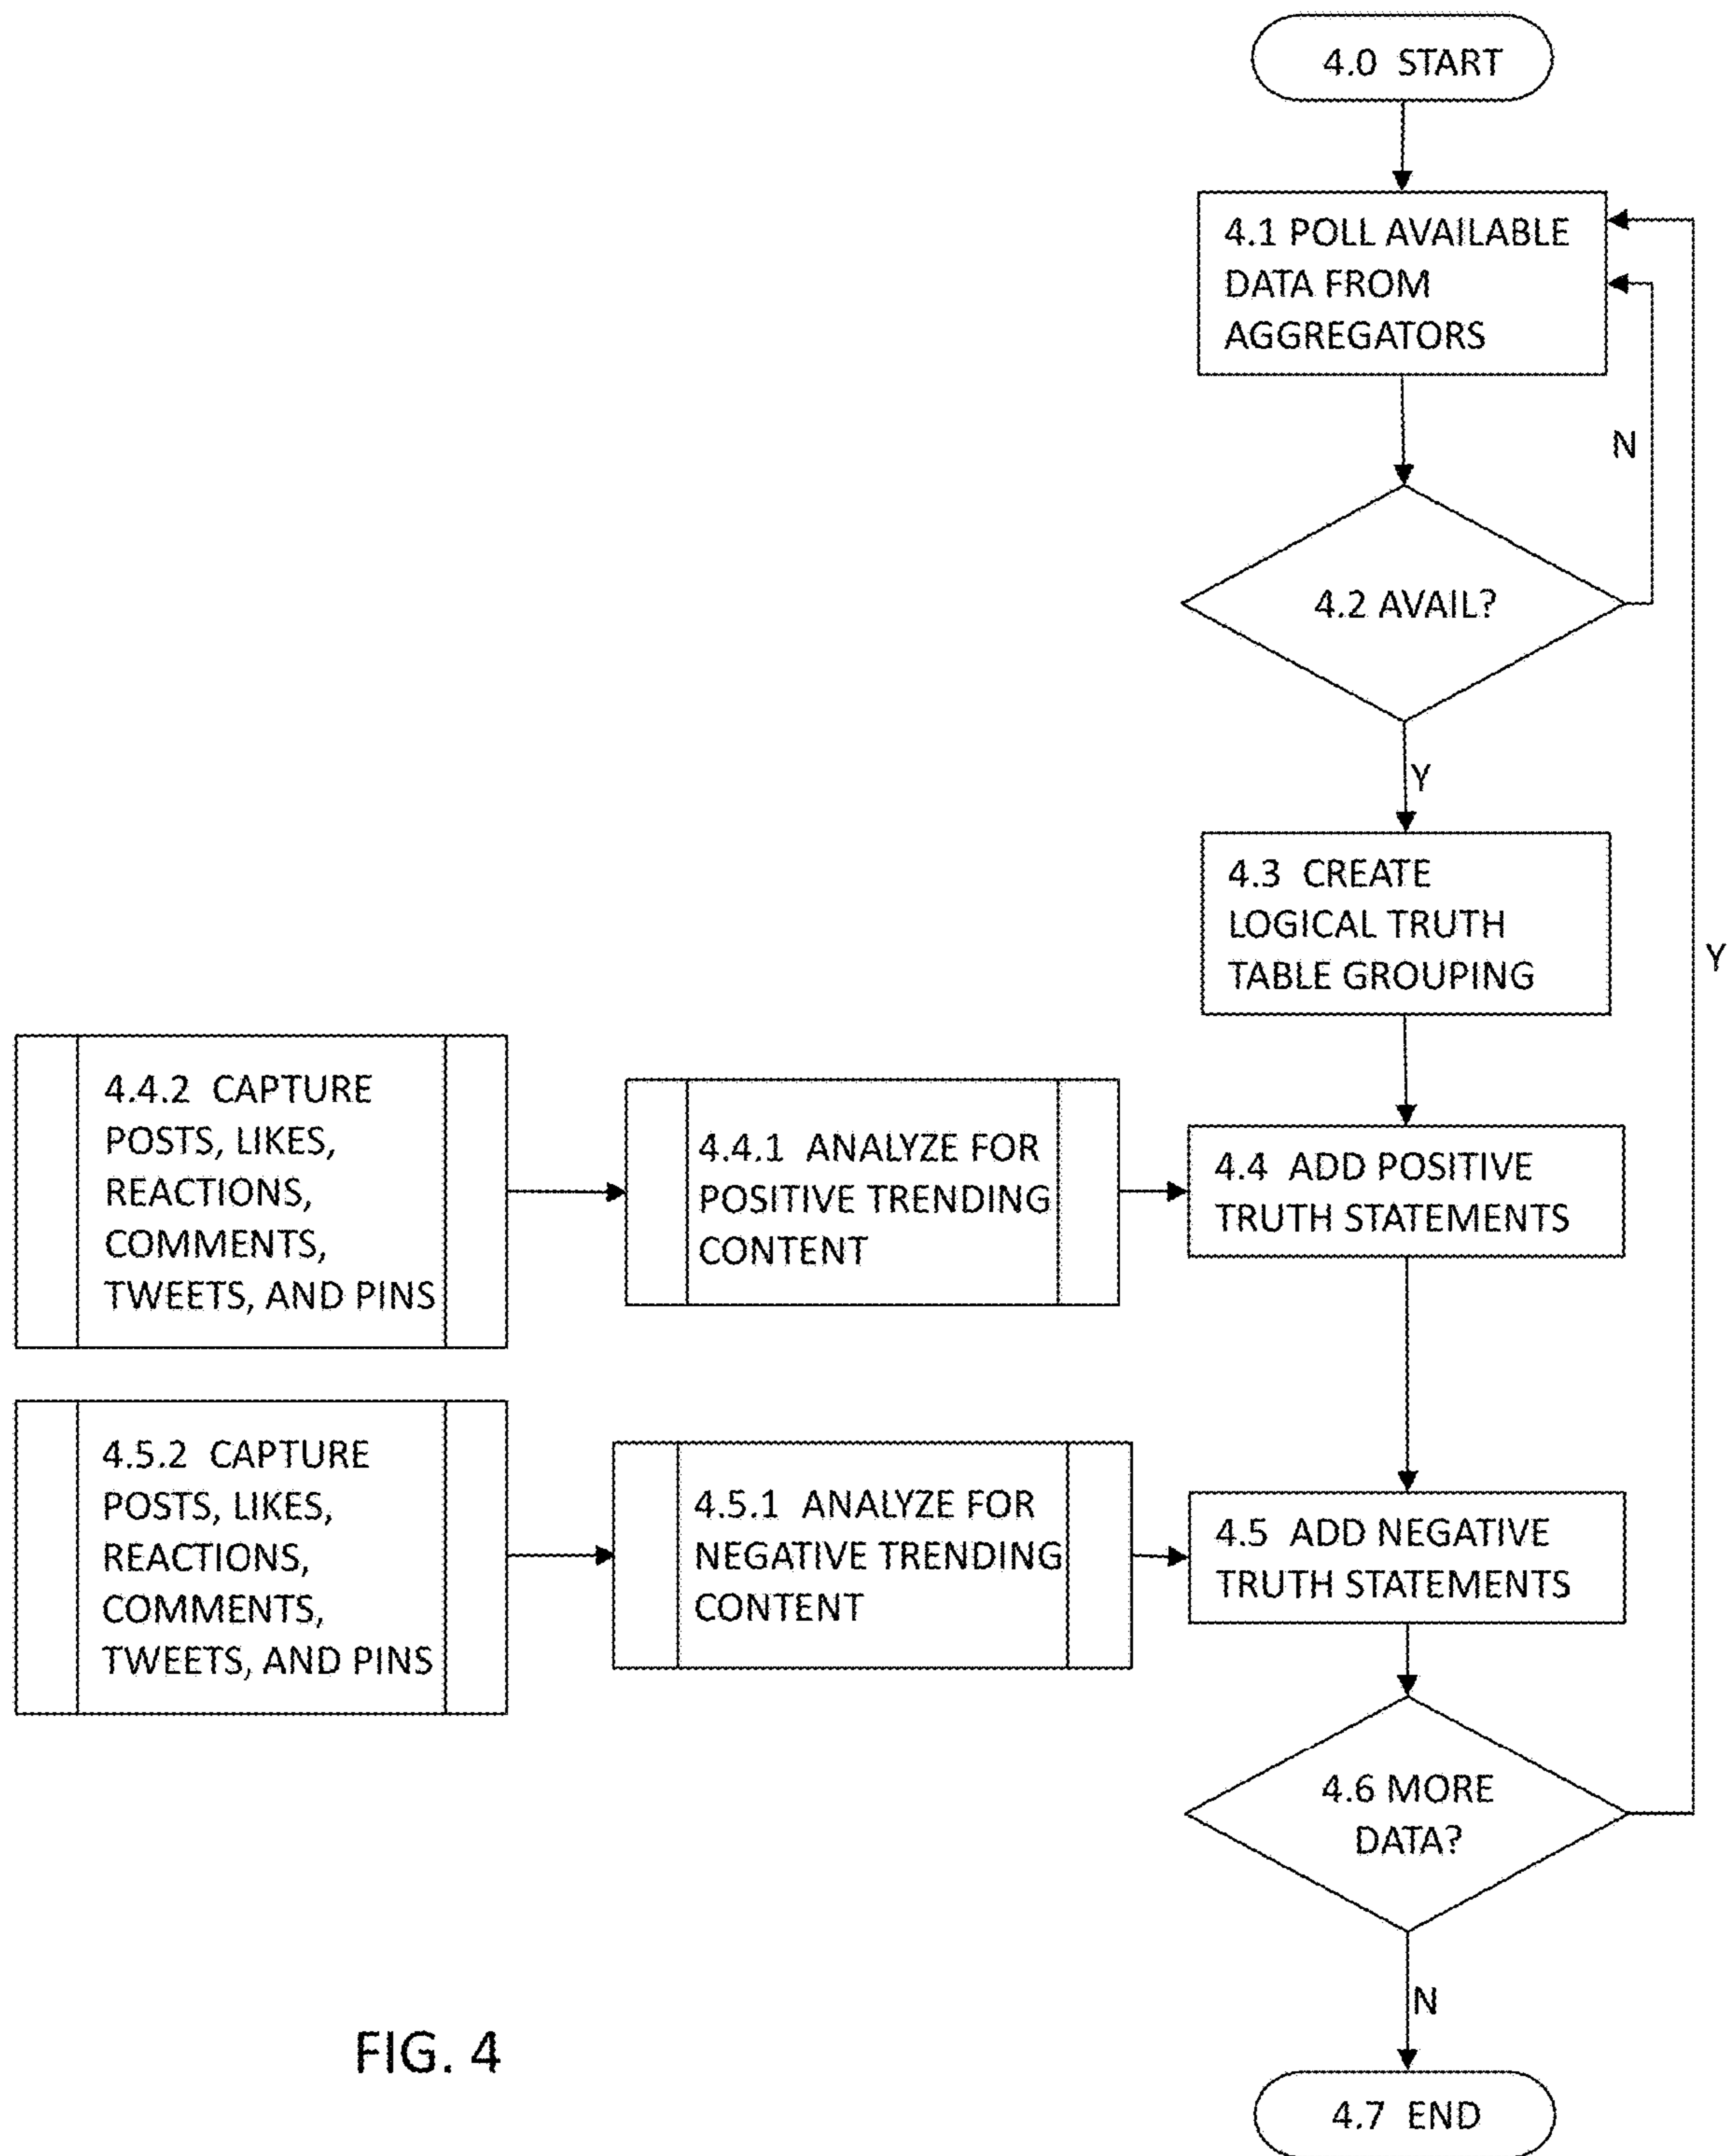 4.0 START
4.1 POLL AVAILABLE
DATA FROM
AGGREGATORS
N
4.2 AVAIL?
Y
4.3 CREATE
LOGICAL TRUTH
TABLE GROUPING
Y
4.4.2 CAPTURE
POSTS, LIKES,
REACTIONS,
COMMENTS,
TWEETS, AND PINS
4.4.1 ANALYZE FOR
POSITIVE TRENDING
CONTENT
4.4 ADD POSITIVE
TRUTH STATEMENTS
4.5.2 CAPTURE
POSTS, LIKES,
REACTIONS,
COMMENTS,
TWEETS, AND PINS
4.5.1 ANALYZE FOR
NEGATIVE TRENDING
CONTENT
4.5 ADD NEGATIVE
TRUTH STATEMENTS
4.6 MORE
DATA?
N
FIG. 4
4.7 END